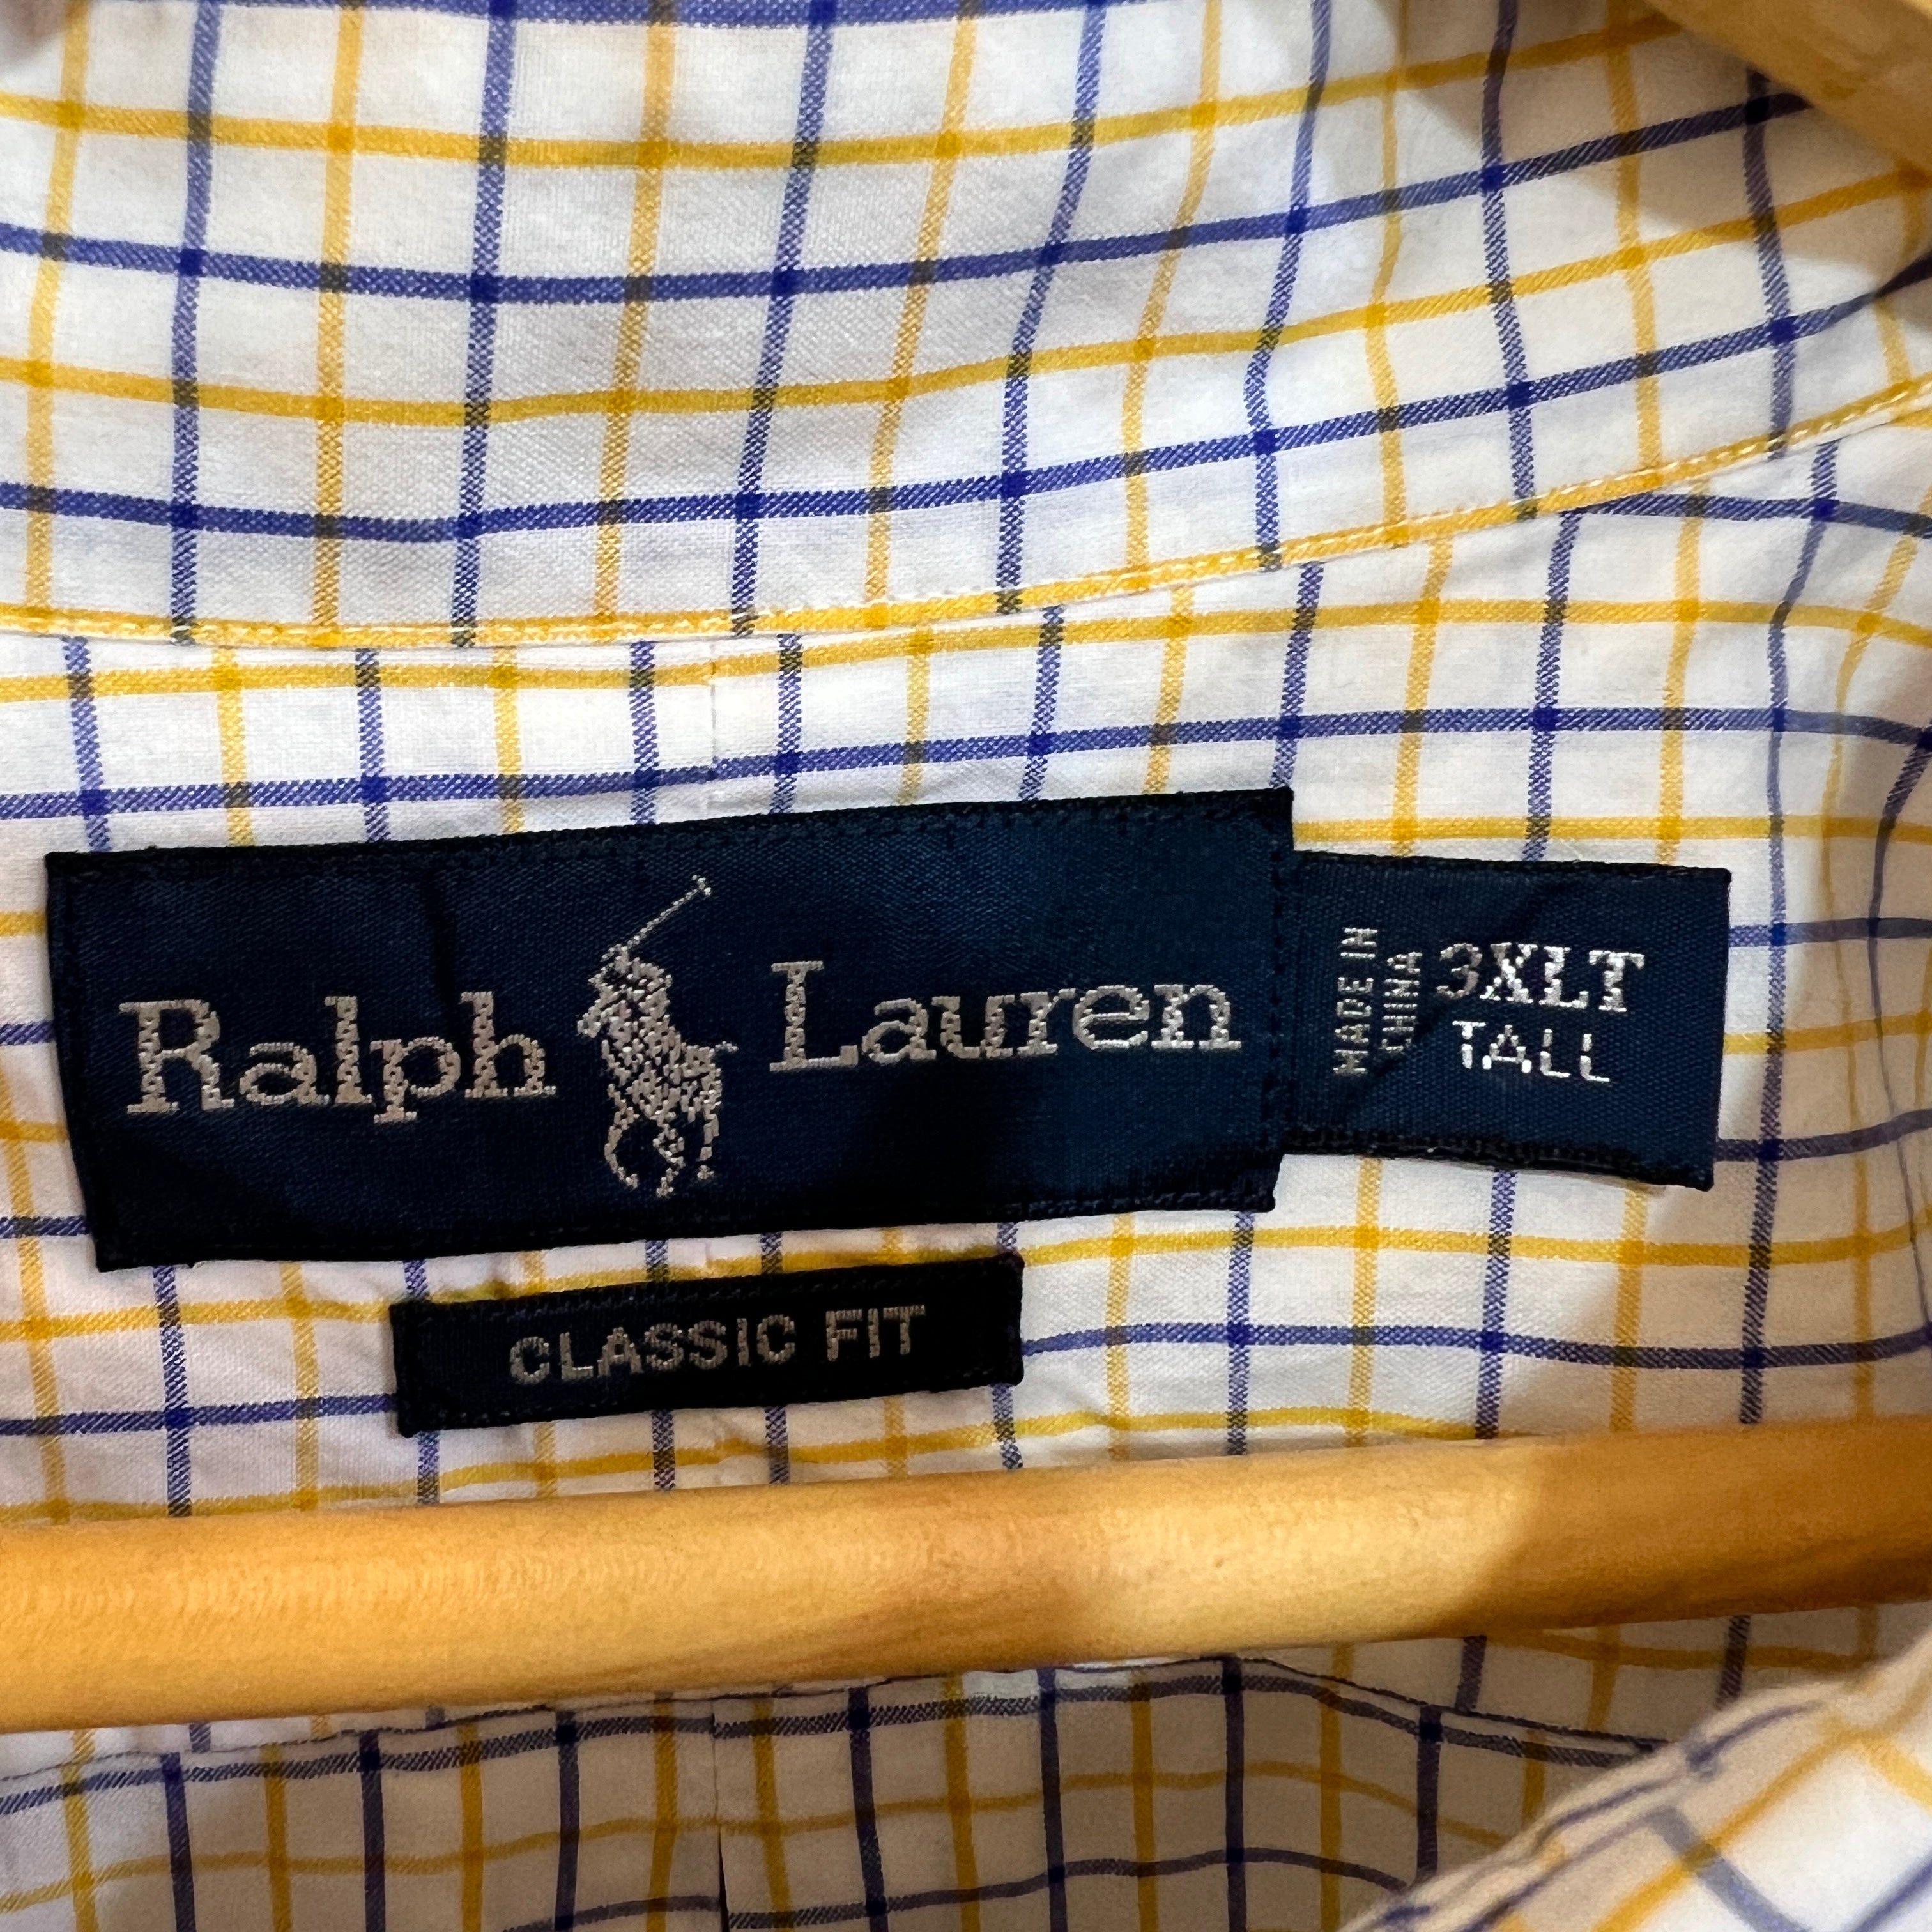 Ralph Lauren
MADE IN
CHINA
3XLT
TALL
CLASSIC FIT